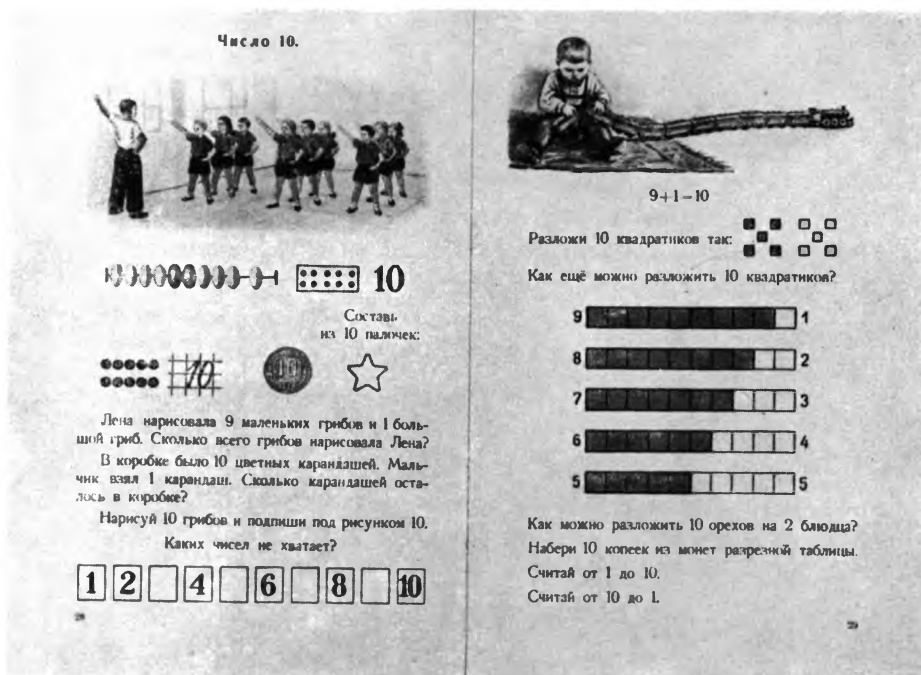 Число 10.
10
Составь
из 10 палочек:
10
10
Лена нарисовала 9 маленьких грибов и 1 боль-
шой гриб. Сколько всего грибов нарисовала Лена?
В коробке было 10 цветных карандашей. Маль-
чик взял 1 карандаш. Сколько карандашей оста-
лось в коробке?
Нарисуй 10 грибов и подпиши под рисунком 10.
Каких чисел не хватает?
1 2 4 6 8 10
28
9+1=10
Разложи 10 квадратиков так:
Как ещё можно разложить 10 квадратиков?
9 1
8 2
7 3
6 4
5 5
Как можно разложить 10 орехов на 2 блюдца?
Набери 10 копеек из монет разрезной таблицы.
Считай от 1 до 10.
Считай от 10 до 1.
29